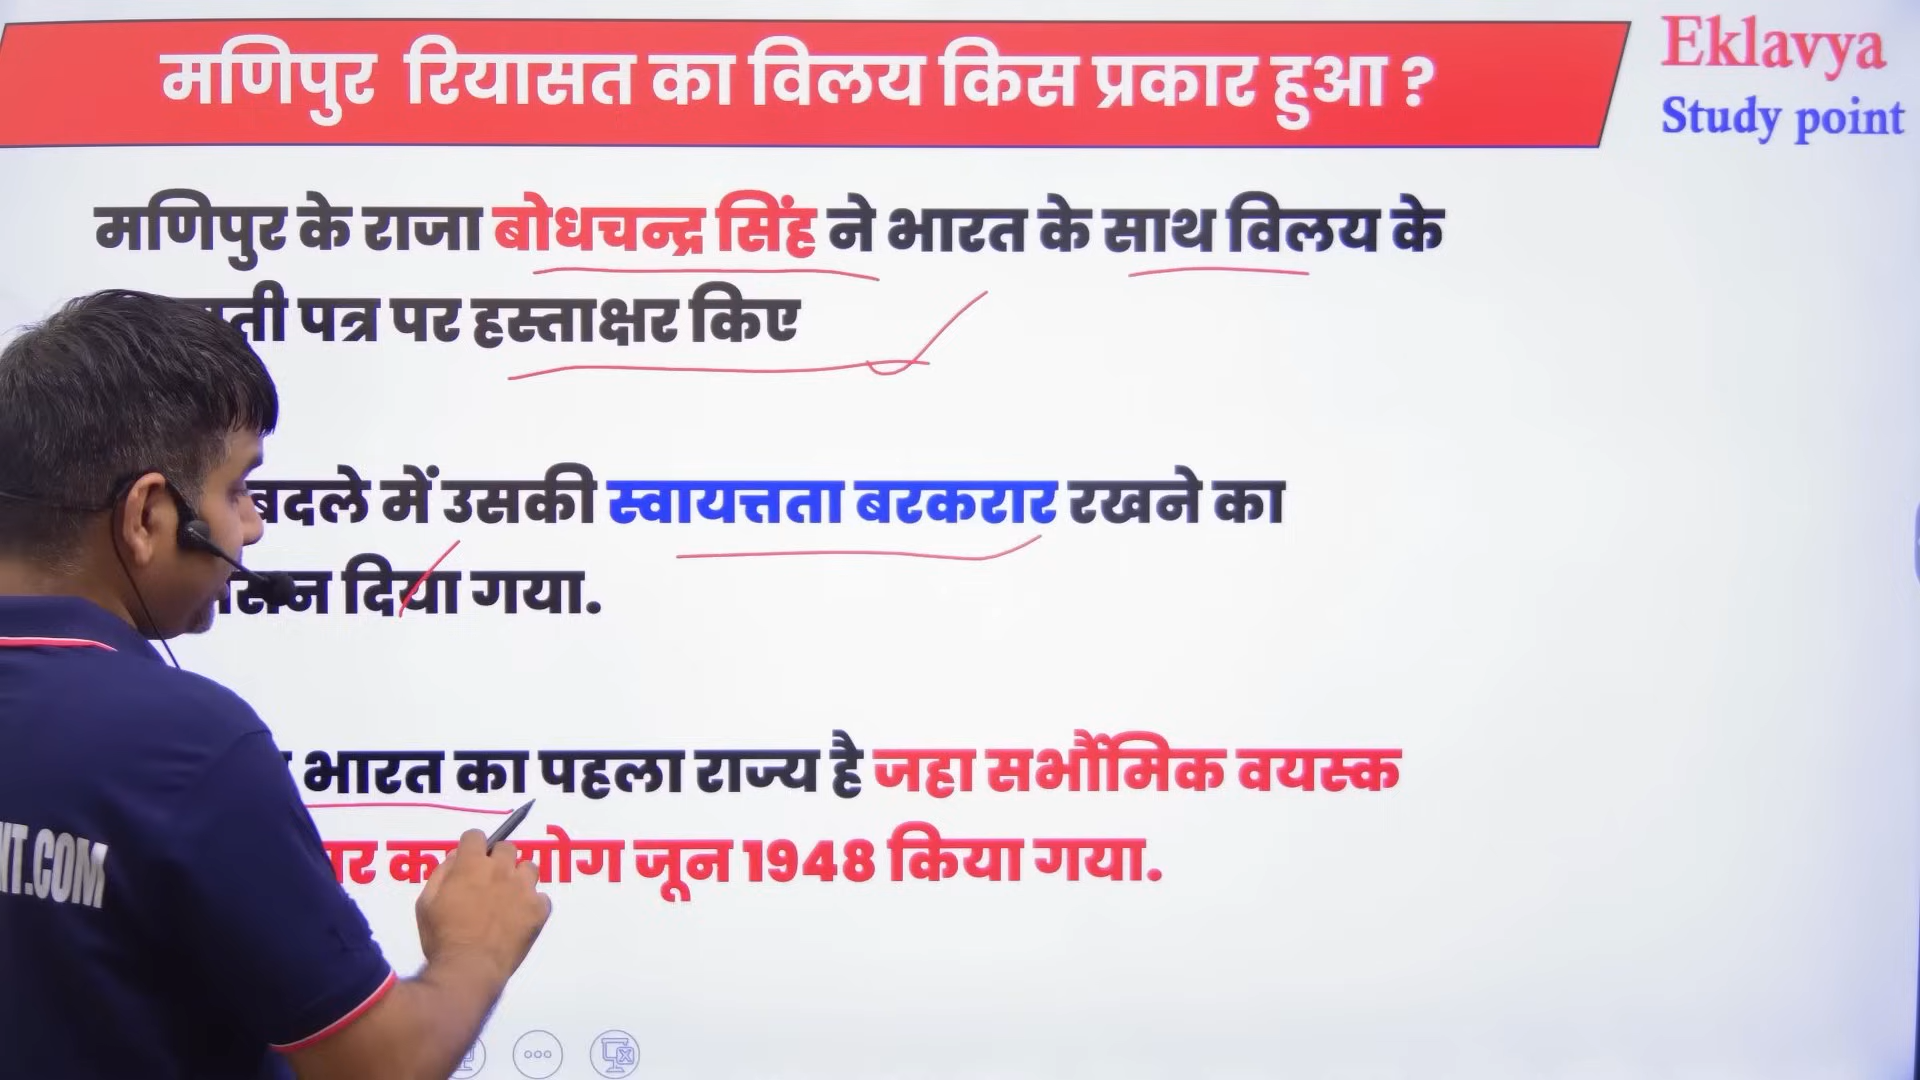 मणिपुर रियासत का विलय किस प्रकार हुआ ?
Eklavya
Study point
मणिपुर के राजा बोधचन्द्र सिंह ने भारत के साथ विलय के
पत्र पर हस्ताक्षर किए
बदले में उसकी स्वायत्तता बरकरार रखने का
दिया गया.
भारत का पहला राज्य है जहा सर्भौमिक वयस्क
जून 1948 किया गया.
NT.COM